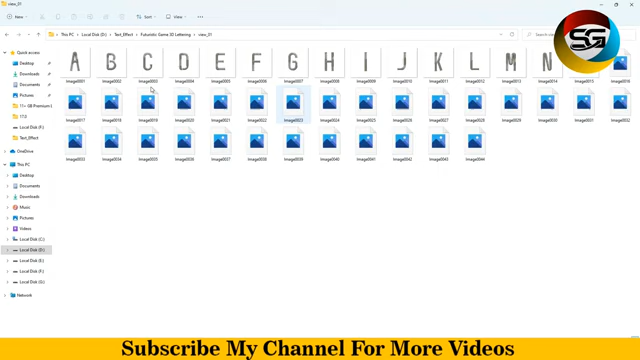 view_01
New
Sort
View
This PC > Local Disk (D:) > Text_Effect > Futuristic Game 3D Lettering > view_01
Quick access
Desktop
Downloads
Documents
Pictures
11+ GB Premium L
Local Disk (F:)
Text_Effect
OneDrive
This PC
Desktop
Documents
Downloads
Music
Pictures
Videos
Local Disk (C:)
Local Disk (D:)
Local Disk (E:)
Local Disk (F:)
Local Disk (G:)
Network
A B C D E F G H I J K L M N
Image0001 Image0002 Image0003 Image0004 Image0005 Image0006 Image0007 Image0008 Image0009 Image0010 Image0011 Image0012 Image0013 Image0014 Image0015 Image0016
Image0017 Image0018 Image0019 Image0020 Image0021 Image0022 Image0023 Image0024 Image0025 Image0026 Image0027 Image0028 Image0029 Image0030 Image0031 Image0032
Image0033 Image0034 Image0035 Image0036 Image0037 Image0038 Image0039 Image0040 Image0041 Image0042 Image0043 Image0044
SG
Subscribe My Channel For More Videos